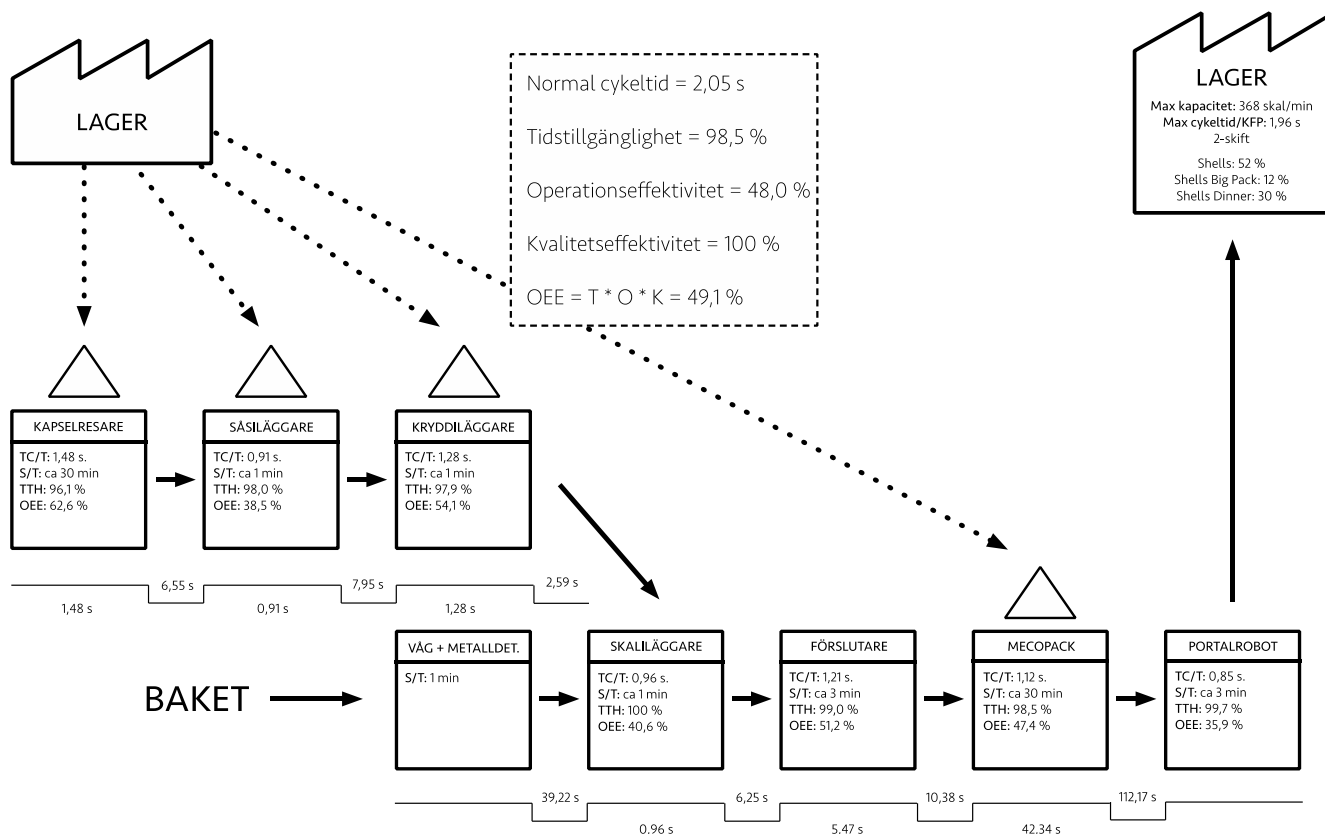 LAGER
Normal cykeltid = 2,05 s
Tidstillgänglighet = 98,5 %
Operationseffektivitet = 48,0 %
Kvalitetseffektivitet = 100 %
OEE = T * O * K = 49,1 %
LAGER
Max kapacitet: 368 skal/min
Max cykeltid/KFP: 1,96 s
2-skift
Shells: 52 %
Shells Big Pack: 12 %
Shells Dinner: 30 %
KAPSELRESARE
TC/T: 1,48 s.
S/T: ca 30 min
TTH: 96,1 %
OEE: 62,6 %
SÅSILÄGGARE
TC/T: 0,91 s.
S/T: ca 1 min
TTH: 98,0 %
OEE: 38,5 %
KRYDDILÄGGARE
TC/T: 1,28 s.
S/T: ca 1 min
TTH: 97,9 %
OEE: 54,1 %
6,55 s
7,95 s
2,59 s
1,48 s
0,91 s
1,28 s
BAKET
VÅG + METALLDET.
S/T: 1 min
SKALILÄGGARE
TC/T: 0,96 s.
S/T: ca 1 min
TTH: 100 %
OEE: 40,6 %
FÖRSLUTARE
TC/T: 1,21 s.
S/T: ca 3 min
TTH: 99,0 %
OEE: 51,2 %
MECOPACK
TC/T: 1,12 s.
S/T: ca 30 min
TTH: 98,5 %
OEE: 47,4 %
PORTALROBOT
TC/T: 0,85 s.
S/T: ca 3 min
TTH: 99,7 %
OEE: 35,9 %
39,22 s
6,25 s
10,38 s
112,17 s
0.96 s
5.47 s
42.34 s